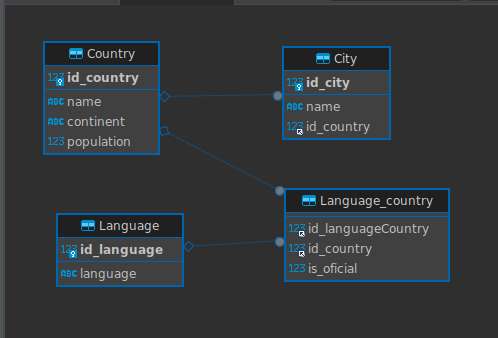 Country
123 id_country
ABC name
ABC continent
123 population
City
123 id_city
ABC name
123 id_country
Language_country
123 id_languageCountry
123 id_country
123 is_oficial
Language
123 id_language
ABC language